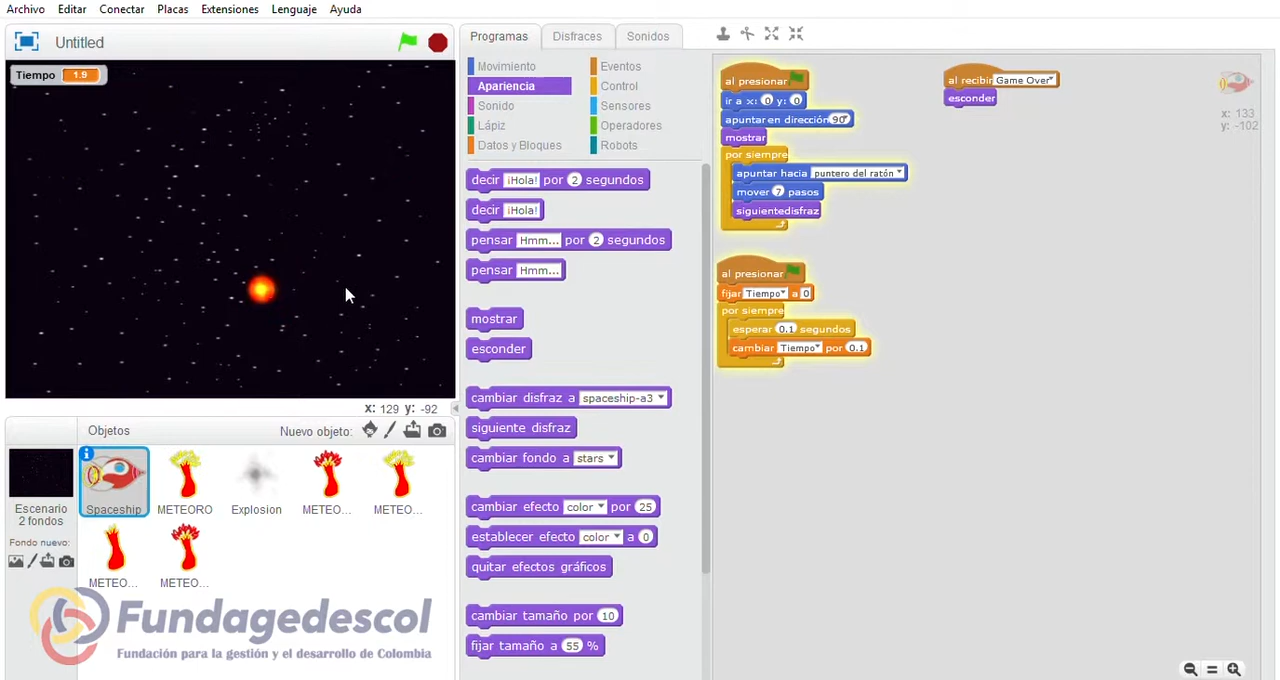 Archivo Editar Conectar Placas Extensiones Lenguaje Ayuda
Untitled
Tiempo 1.9
x: 129 y: -92
Objetos
Nuevo objeto:
Escenario
2 fondos
Fondo nuevo:
Spaceship
METEORO
Explosion
METEO...
METEO...
METEO...
METEO...
Fundagedescol
Fundación para la gestión y el desarrollo de Colombia
Programas Disfraces Sonidos
Movimiento
Apariencia
Sonido
Lápiz
Datos y Bloques
Eventos
Control
Sensores
Operadores
Robots
decir ¡Hola! por 2 segundos
decir ¡Hola!
pensar Hmm... por 2 segundos
pensar Hmm...
mostrar
esconder
cambiar disfraz a spaceship-a3
siguiente disfraz
cambiar fondo a stars
cambiar efecto color por 25
establecer efecto color a 0
quitar efectos gráficos
cambiar tamaño por 10
fijar tamaño a 55 %
al presionar
ir a x: 0 y: 0
apuntar en dirección 90
mostrar
por siempre
apuntar hacia puntero del ratón
mover 7 pasos
siguiente disfraz
al presionar
fijar Tiempo a 0
por siempre
esperar 0.1 segundos
cambiar Tiempo por 0.1
al recibir Game Over
esconder
x: 133
y: -102